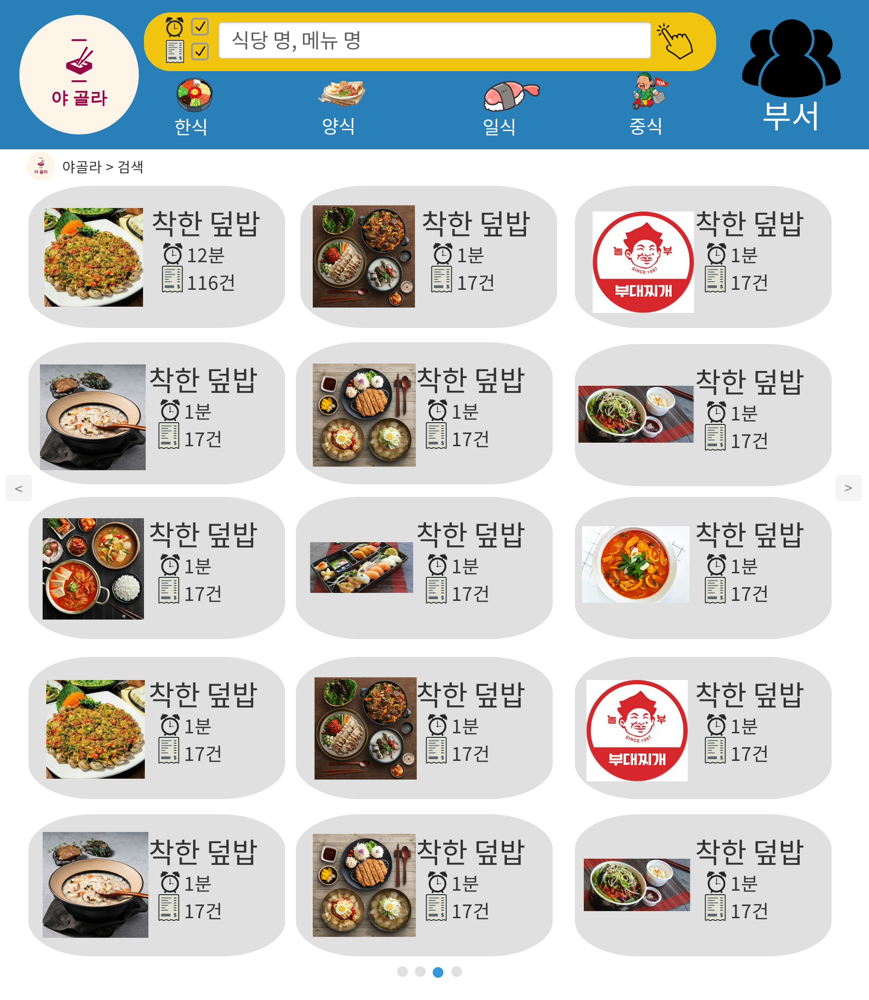 식당 명, 메뉴 명
TOA
야 골라
한식
양식
일식
중식
부서
야 골라
야골라 > 검색
착한 덮밥
12분
116건
착한 덮밥
1분
17건
놀부
SINCE 1987
부대찌개
착한 덮밥
1분
17건
착한 덮밥
1분
17건
착한 덮밥
1분
17건
착한 덮밥
1분
17건
<
>
착한 덮밥
1분
17건
착한 덮밥
1분
17건
착한 덮밥
1분
17건
착한 덮밥
1분
17건
착한 덮밥
1분
17건
놀부
SINCE 1987
부대찌개
착한 덮밥
1분
17건
착한 덮밥
1분
17건
착한 덮밥
1분
17건
착한 덮밥
1분
17건